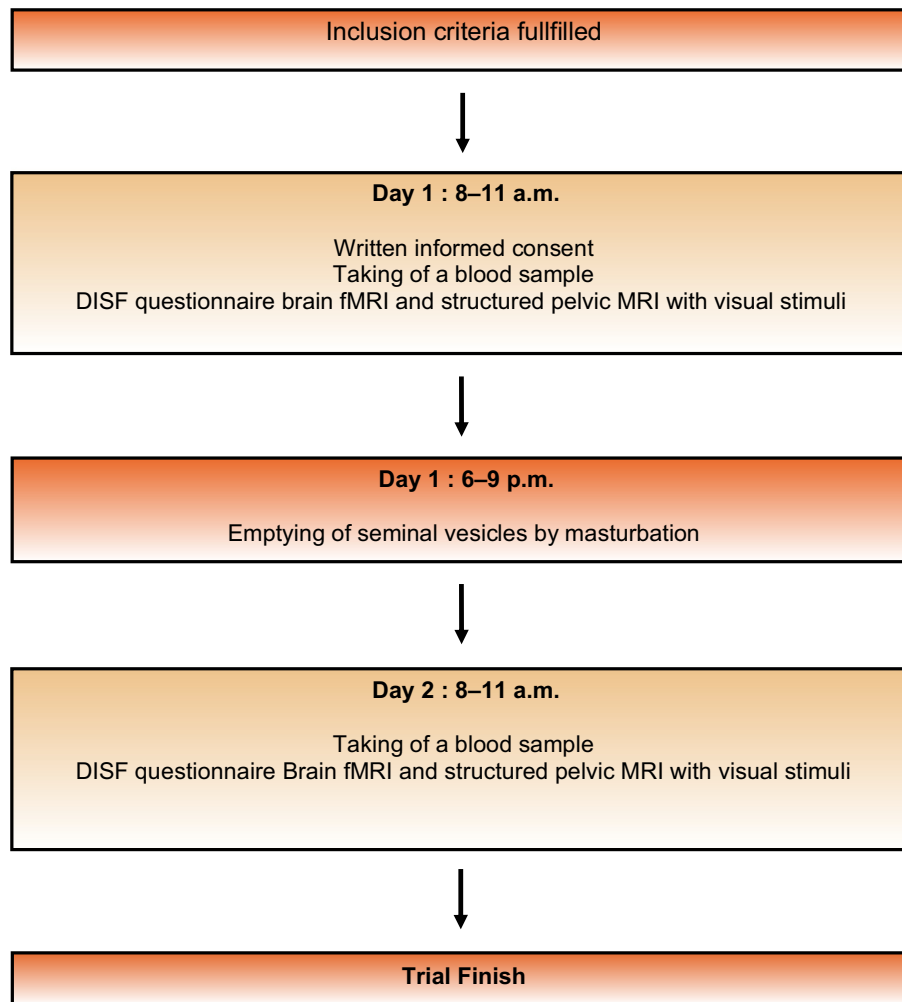 Inclusion criteria fullfilled
Day 1 : 8–11 a.m.
Written informed consent
Taking of a blood sample
DISF questionnaire brain fMRI and structured pelvic MRI with visual stimuli
Day 1 : 6–9 p.m.
Emptying of seminal vesicles by masturbation
Day 2 : 8–11 a.m.
Taking of a blood sample
DISF questionnaire Brain fMRI and structured pelvic MRI with visual stimuli
Trial Finish